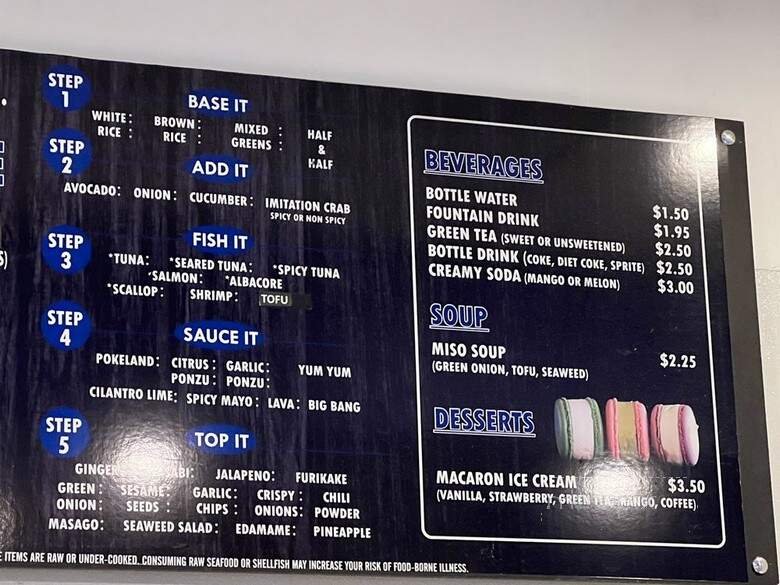 STEP 1
BASE IT
WHITE RICE : BROWN RICE : MIXED GREENS : HALF & KALF
STEP 2
ADD IT
AVOCADO: ONION: CUCUMBER: IMITATION CRAB
SPICY OR NON SPICY
STEP 3
FISH IT
*TUNA: *SEARED TUNA: *SPICY TUNA
*SALMON: *ALBACORE
*SCALLOP: SHRIMP: TOFU
STEP 4
SAUCE IT
POKELAND: CITRUS PONZU : GARLIC PONZU: YUM YUM
CILANTRO LIME: SPICY MAYO: LAVA: BIG BANG
STEP 5
TOP IT
GINGER JALAPENO: FURIKAKE
GREEN ONION : SESAME SEEDS : GARLIC CHIPS : CRISPY ONIONS : CHILI POWDER
MASAGO: SEAWEED SALAD: EDAMAME: PINEAPPLE
ITEMS ARE RAW OR UNDER-COOKED. CONSUMING RAW SEAFOOD OR SHELLFISH MAY INCREASE YOUR RISK OF FOOD-BORNE ILLNESS.
BEVERAGES
BOTTLE WATER $1.50
FOUNTAIN DRINK $1.95
GREEN TEA (SWEET OR UNSWEETENED) $2.50
BOTTLE DRINK (COKE, DIET COKE, SPRITE) $2.50
CREAMY SODA (MANGO OR MELON) $3.00
SOUP
MISO SOUP $2.25
(GREEN ONION, TOFU, SEAWEED)
DESSERTS
MACARON ICE CREAM $3.50
(VANILLA, STRAWBERRY, GREEN TEA, MANGO, COFFEE)